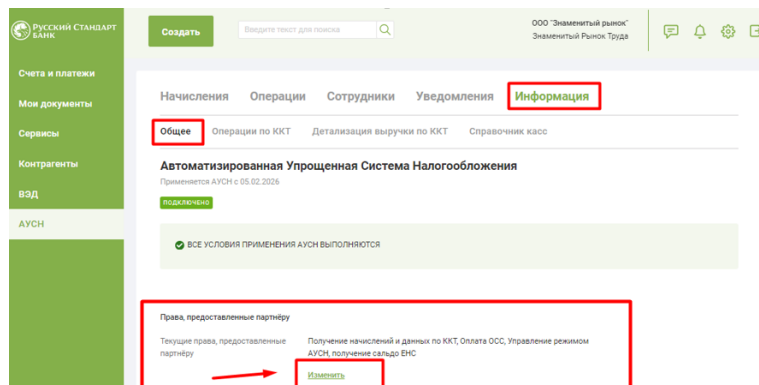 Русский Стандарт
Банк
Создать
Введите текст для поиска
ООО "Знаменитый рынок"
Знаменитый Рынок Труда
Счета и платежи
Мои документы
Сервисы
Контрагенты
ВЭД
АУСН
Начисления Операции Сотрудники Уведомления Информация
Общее Операции по ККТ Детализация выручки по ККТ Справочник касс
Автоматизированная Упрощенная Система Налогообложения
Применяется АУСН с 05.02.2026
ПОДКЛЮЧЕНО
ВСЕ УСЛОВИЯ ПРИМЕНЕНИЯ АУСН ВЫПОЛНЯЮТСЯ
Права, предоставленные партнёру
Текущие права, предоставленные
партнёру
Получение начислений и данных по ККТ, Оплата ОСС, Управление режимом
АУСН, получение сальдо ЕНС
Изменить